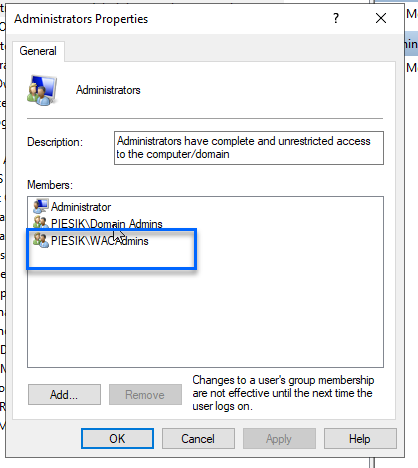 Administrators Properties
General
Administrators
Description:
Administrators have complete and unrestricted access
to the computer/domain
Members:
Administrator
PIESIK\Domain Admins
PIESIK\WACAdmins
Add...
Remove
Changes to a user's group membership
are not effective until the next time the
user logs on.
OK
Cancel
Apply
Help